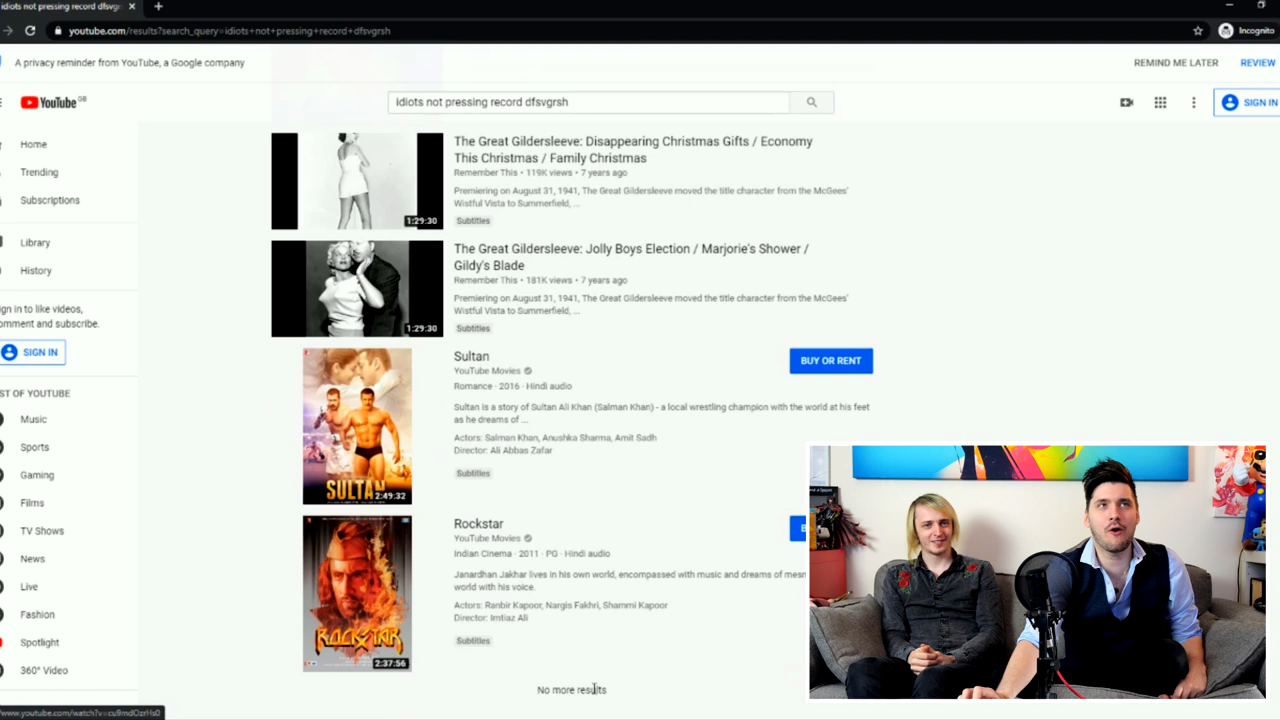 idiots not pressing record dfsvgrsh
youtube.com/results?search_query=idiots+not+pressing+record+dfsvgrsh
Incognito
A privacy reminder from YouTube, a Google company
REMIND ME LATER
REVIEW
YouTube GB
idiots not pressing record dfsvgrsh
SIGN IN
Home
Trending
Subscriptions
Library
History
ign in to like videos,
omment and subscribe.
SIGN IN
ST OF YOUTUBE
Music
Sports
Gaming
Films
TV Shows
News
Live
Fashion
Spotlight
360° Video
The Great Gildersleeve: Disappearing Christmas Gifts / Economy
This Christmas / Family Christmas
Remember This • 119K views • 7 years ago
Premiering on August 31, 1941, The Great Gildersleeve moved the title character from the McGees'
Wistful Vista to Summerfield, ...
Subtitles
1:29:30
The Great Gildersleeve: Jolly Boys Election / Marjorie's Shower /
Gildy's Blade
Remember This • 181K views • 7 years ago
Premiering on August 31, 1941, The Great Gildersleeve moved the title character from the McGees'
Wistful Vista to Summerfield, ...
Subtitles
1:29:30
Sultan
YouTube Movies
Romance · 2016 · Hindi audio
Sultan is a story of Sultan Ali Khan (Salman Khan) - a local wrestling champion with the world at his feet
as he dreams of ...
Actors: Salman Khan, Anushka Sharma, Amit Sadh
Director: Ali Abbas Zafar
Subtitles
BUY OR RENT
SULTAN
2:49:32
Rockstar
YouTube Movies
Indian Cinema · 2011 · PG · Hindi audio
Janardhan Jakhar lives in his own world, encompassed with music and dreams of mesm
world with his voice.
Actors: Ranbir Kapoor, Nargis Fakhri, Shammi Kapoor
Director: Imtiaz Ali
Subtitles
B
ROCKSTAR
2:37:56
No more results